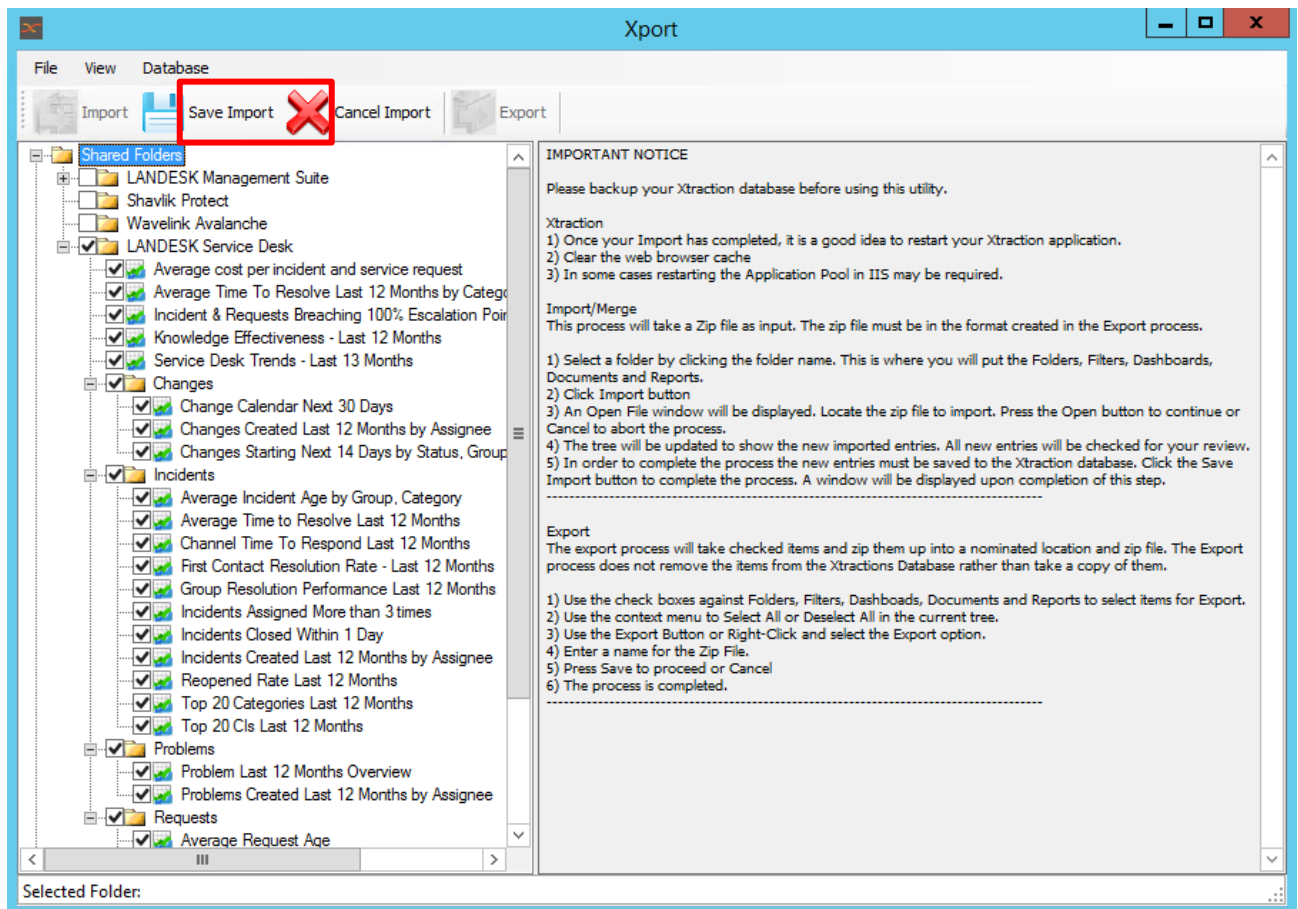 Xport
File View Database
Import Save Import Cancel Import Export
Shared Folders
LANDESK Management Suite
Shavlik Protect
Wavelink Avalanche
LANDESK Service Desk
Average cost per incident and service request
Average Time To Resolve Last 12 Months by Catego
Incident & Requests Breaching 100% Escalation Poir
Knowledge Effectiveness - Last 12 Months
Service Desk Trends - Last 13 Months
Changes
Change Calendar Next 30 Days
Changes Created Last 12 Months by Assignee
Changes Starting Next 14 Days by Status, Group
Incidents
Average Incident Age by Group, Category
Average Time to Resolve Last 12 Months
Channel Time To Respond Last 12 Months
First Contact Resolution Rate - Last 12 Months
Group Resolution Performance Last 12 Months
Incidents Assigned More than 3 times
Incidents Closed Within 1 Day
Incidents Created Last 12 Months by Assignee
Reopened Rate Last 12 Months
Top 20 Categories Last 12 Months
Top 20 CIs Last 12 Months
Problems
Problem Last 12 Months Overview
Problems Created Last 12 Months by Assignee
Requests
Average Request Age
IMPORTANT NOTICE
Please backup your Xtraction database before using this utility.
Xtraction
1) Once your Import has completed, it is a good idea to restart your Xtraction application.
2) Clear the web browser cache
3) In some cases restarting the Application Pool in IIS may be required.
Import/Merge
This process will take a Zip file as input. The zip file must be in the format created in the Export process.
1) Select a folder by clicking the folder name. This is where you will put the Folders, Filters, Dashboards,
Documents and Reports.
2) Click Import button
3) An Open File window will be displayed. Locate the zip file to import. Press the Open button to continue or
Cancel to abort the process.
4) The tree will be updated to show the new imported entries. All new entries will be checked for your review.
5) In order to complete the process the new entries must be saved to the Xtraction database. Click the Save
Import button to complete the process. A window will be displayed upon completion of this step.
--------------------------------------------------------------------------------------
Export
The export process will take checked items and zip them up into a nominated location and zip file. The Export
process does not remove the items from the Xtractions Database rather than take a copy of them.
1) Use the check boxes against Folders, Filters, Dashboads, Documents and Reports to select items for Export.
2) Use the context menu to Select All or Deselect All in the current tree.
3) Use the Export Button or Right-Click and select the Export option.
4) Enter a name for the Zip File.
5) Press Save to proceed or Cancel
6) The process is completed.
--------------------------------------------------------------------------------------
Selected Folder: